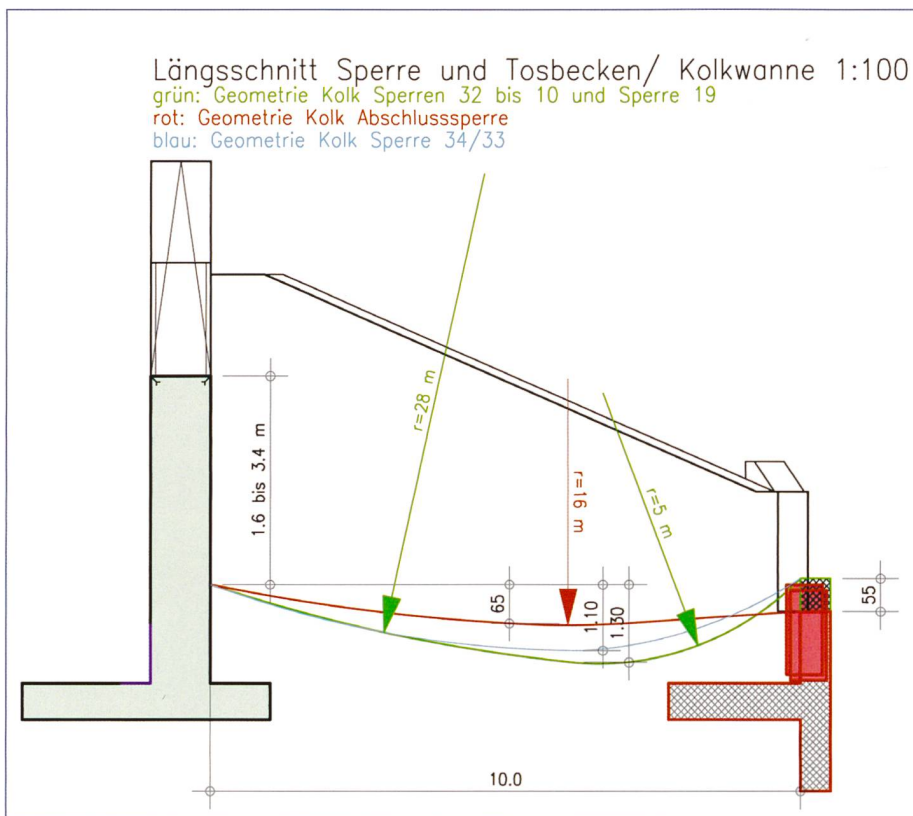 Längsschnitt Sperre und Tosbecken/ Kolkwanne 1:100
grün: Geometrie Kolk Sperren 32 bis 10 und Sperre 19
rot: Geometrie Kolk Abschlusssperre
blau: Geometrie Kolk Sperre 34/33
r=28 m
1.6 bis 3.4 m
r=16 m
r=5 m
65
1.10
1.30
55
10.0